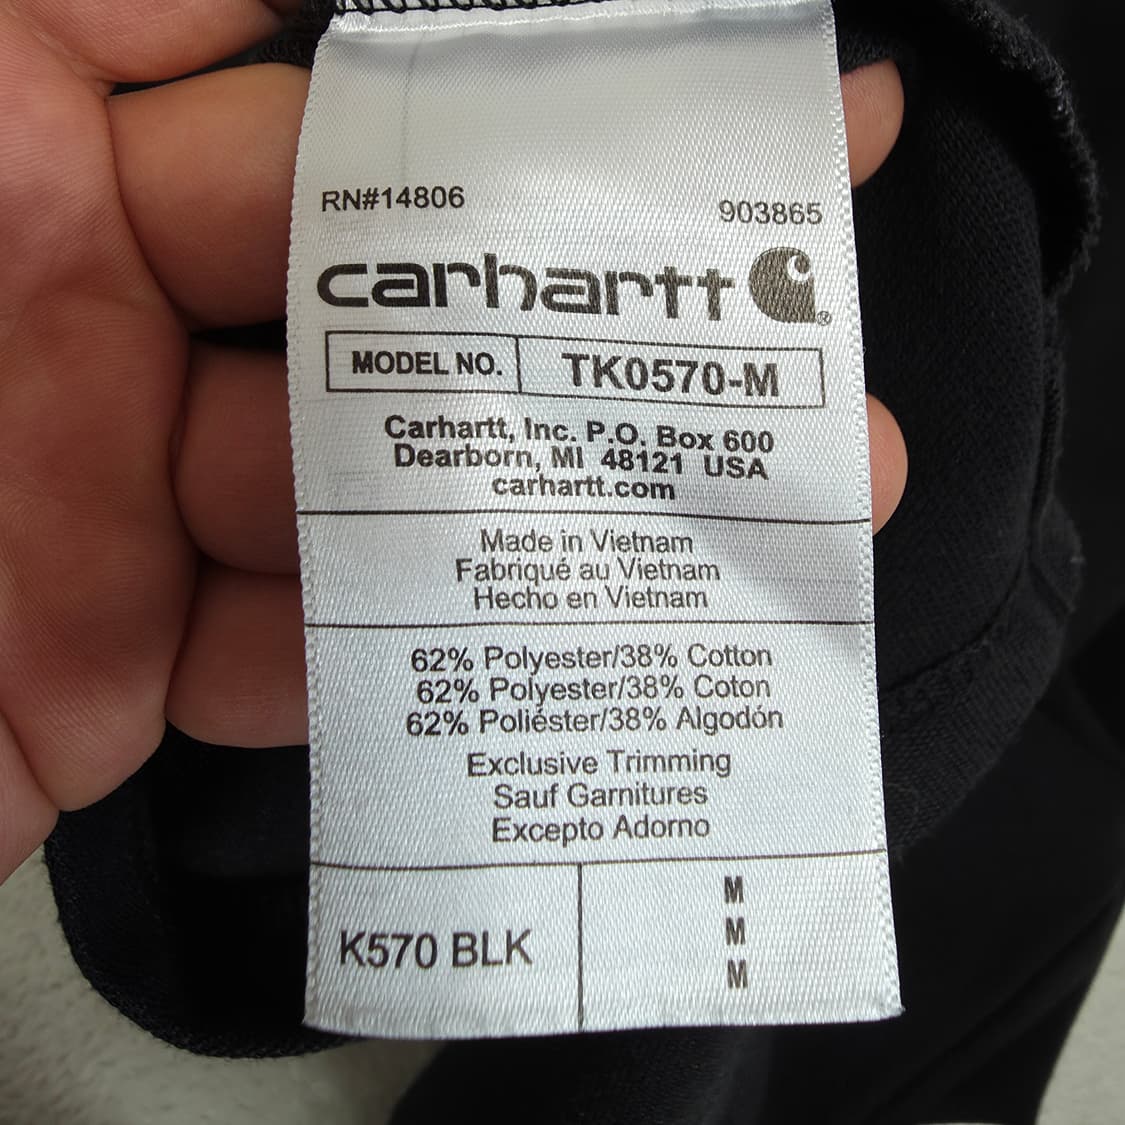 RN#14806 903865
carhartt ®
MODEL NO. TK0570-M
Carhartt, Inc. P.O. Box 600
Dearborn, MI 48121 USA
carhartt.com
Made in Vietnam
Fabriqué au Vietnam
Hecho en Vietnam
62% Polyester/38% Cotton
62% Polyester/38% Coton
62% Poliéster/38% Algodón
Exclusive Trimming
Sauf Garnitures
Excepto Adorno
K570 BLK
M
M
M